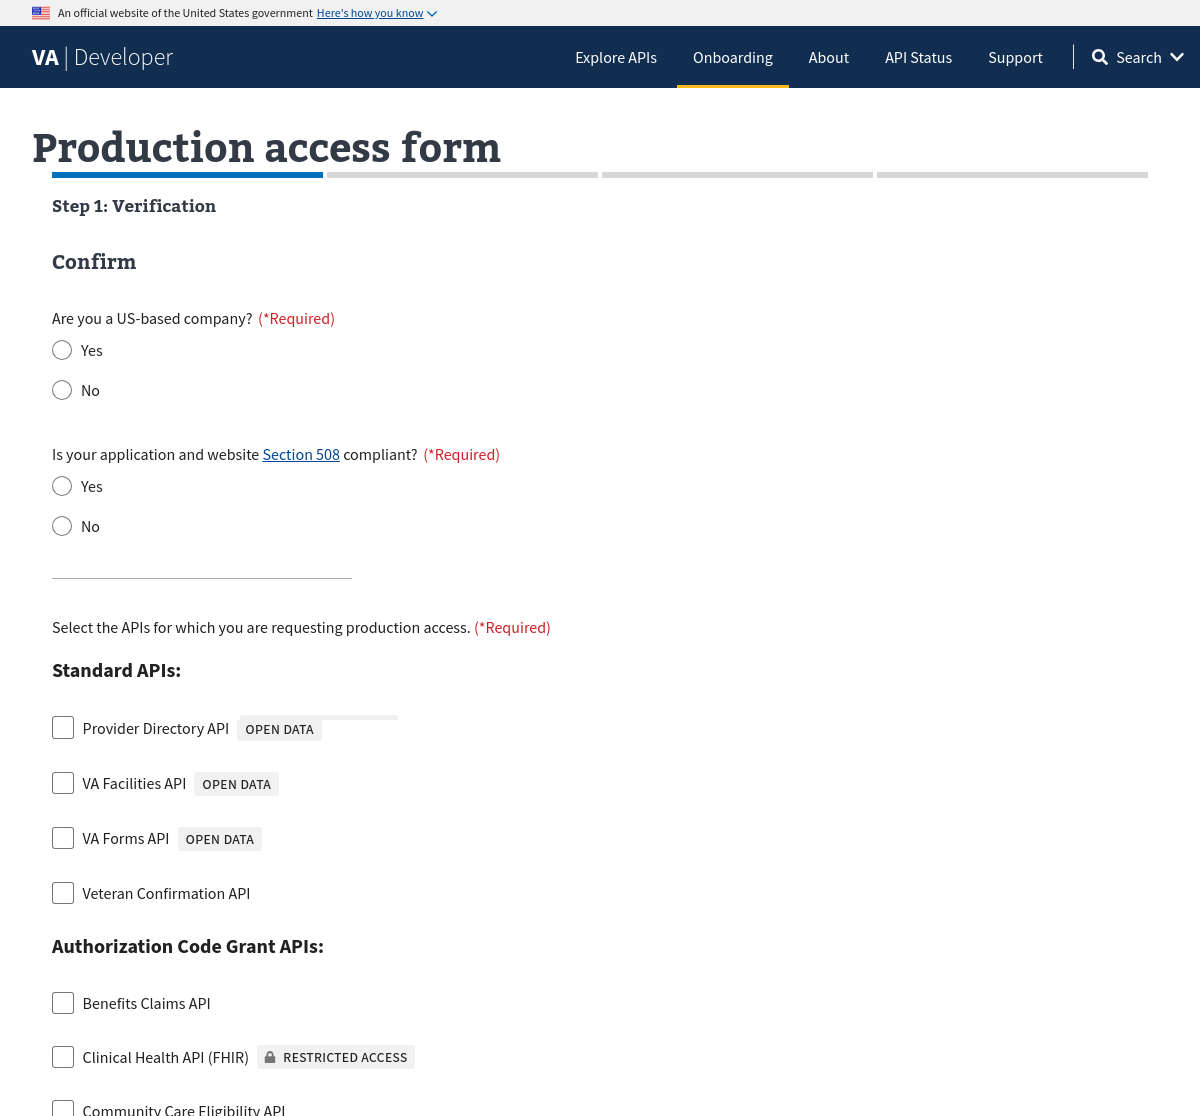 An official website of the United States government Here's how you know
VA | Developer
Explore APIs
Onboarding
About
API Status
Support
Search
Production access form
Step 1: Verification
Confirm
Are you a US-based company? (*Required)
Yes
No
Is your application and website Section 508 compliant? (*Required)
Yes
No
Select the APIs for which you are requesting production access. (*Required)
Standard APIs:
Provider Directory API OPEN DATA
VA Facilities API OPEN DATA
VA Forms API OPEN DATA
Veteran Confirmation API
Authorization Code Grant APIs:
Benefits Claims API
Clinical Health API (FHIR) RESTRICTED ACCESS
Community Care Eligibility API